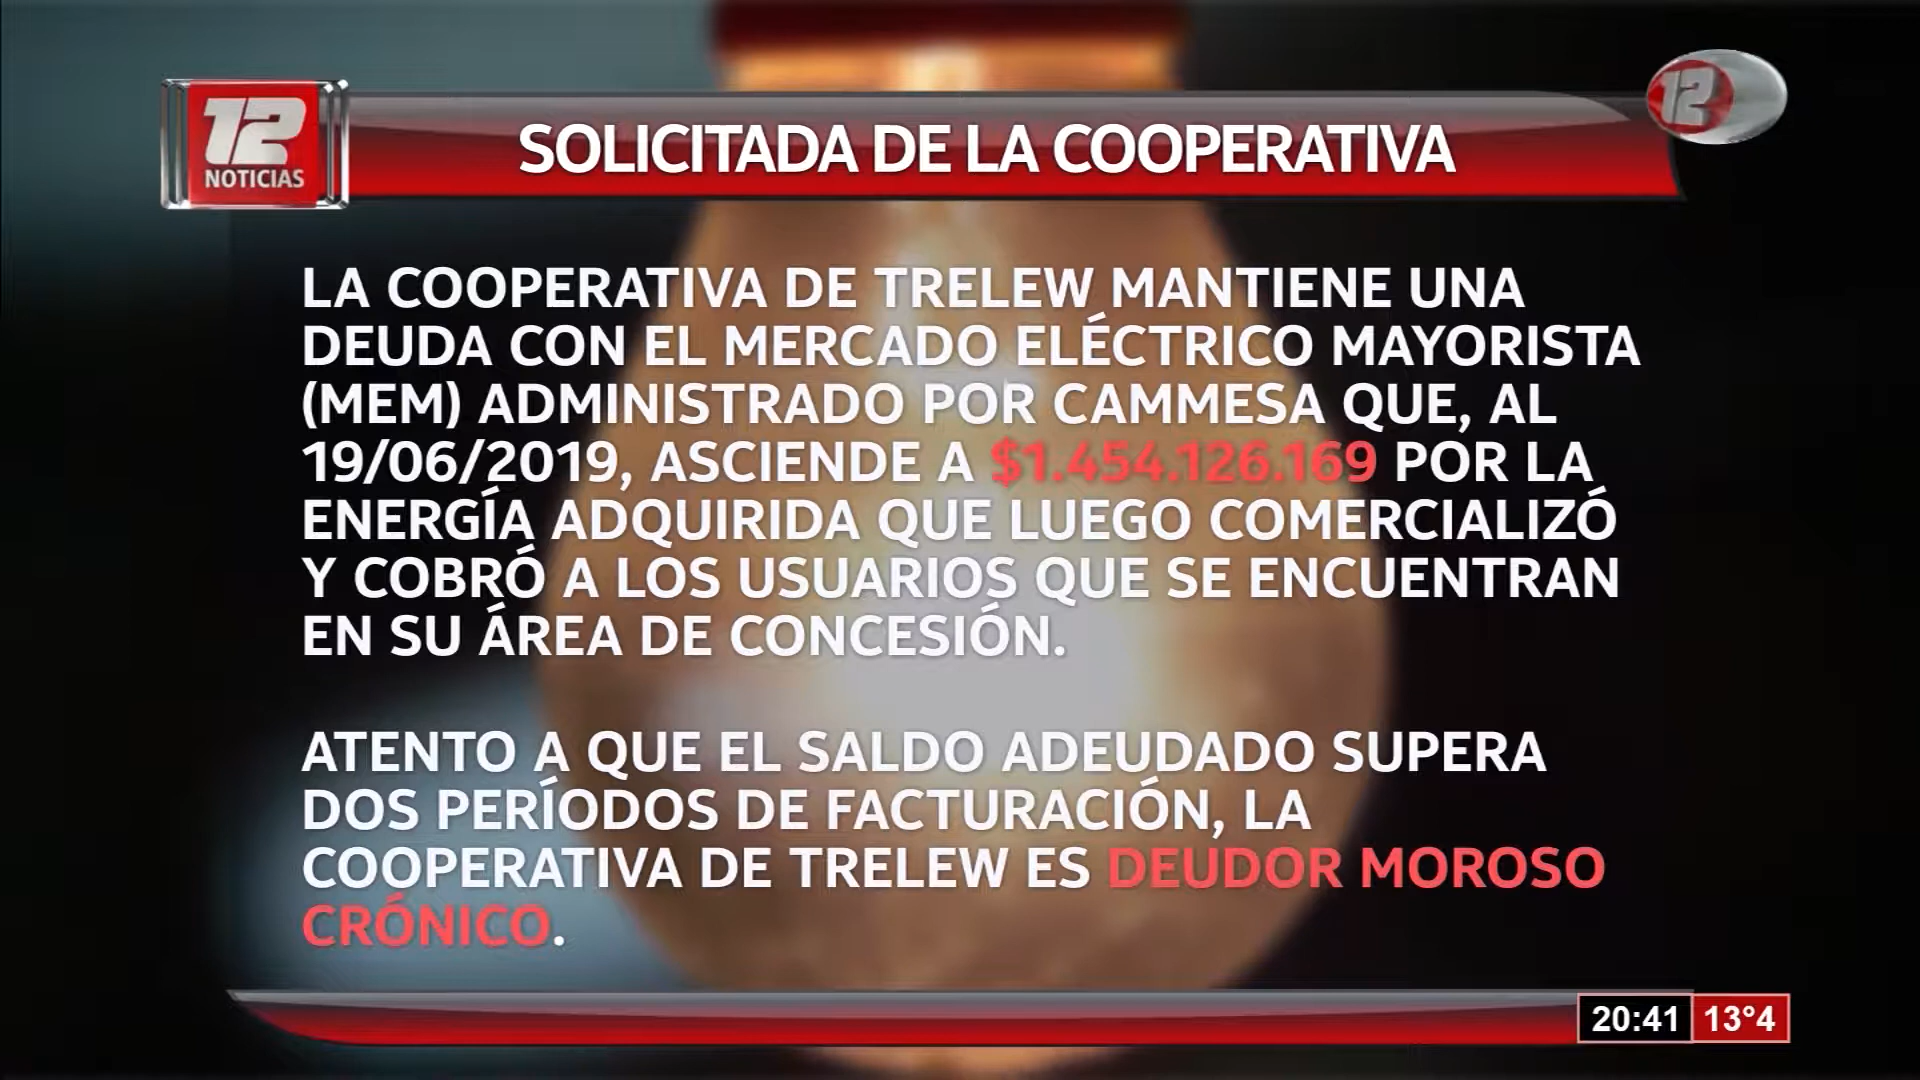 12
NOTICIAS
SOLICITADA DE LA COOPERATIVA
12
LA COOPERATIVA DE TRELEW MANTIENE UNA
DEUDA CON EL MERCADO ELÉCTRICO MAYORISTA
(MEM) ADMINISTRADO POR CAMMESA QUE, AL
19/06/2019, ASCIENDE A $1.454.126.169 POR LA
ENERGÍA ADQUIRIDA QUE LUEGO COMERCIALIZÓ
Y COBRÓ A LOS USUARIOS QUE SE ENCUENTRAN
EN SU ÁREA DE CONCESIÓN.
ATENTO A QUE EL SALDO ADEUDADO SUPERA
DOS PERÍODOS DE FACTURACIÓN, LA
COOPERATIVA DE TRELEW ES DEUDOR MOROSO
CRÓNICO.
20:41 13°4